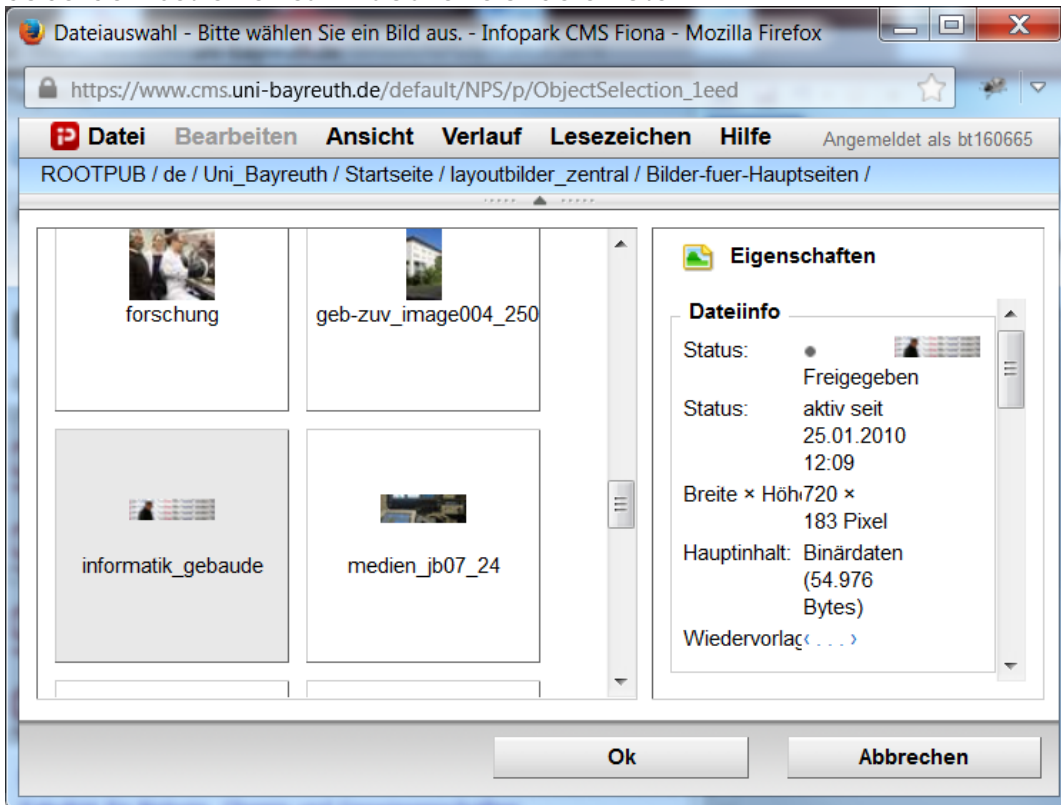 Dateiauswahl - Bitte wählen Sie ein Bild aus. - Infopark CMS Fiona - Mozilla Firefox
https://www.cms.uni-bayreuth.de/default/NPS/p/ObjectSelection_1eed
Datei Bearbeiten Ansicht Verlauf Lesezeichen Hilfe Angemeldet als bt160665
ROOTPUB / de / Uni_Bayreuth / Startseite / layoutbilder_zentral / Bilder-fuer-Hauptseiten /
forschung
geb-zuv_image004_250
informatik_gebaude
medien_jb07_24
Eigenschaften
Dateiinfo
Status:
Freigegeben
Status: aktiv seit
25.01.2010
12:09
Breite × Höh 720 ×
183 Pixel
Hauptinhalt: Binärdaten
(54.976
Bytes)
Wiedervorlag ‹ . . . ›
Ok
Abbrechen